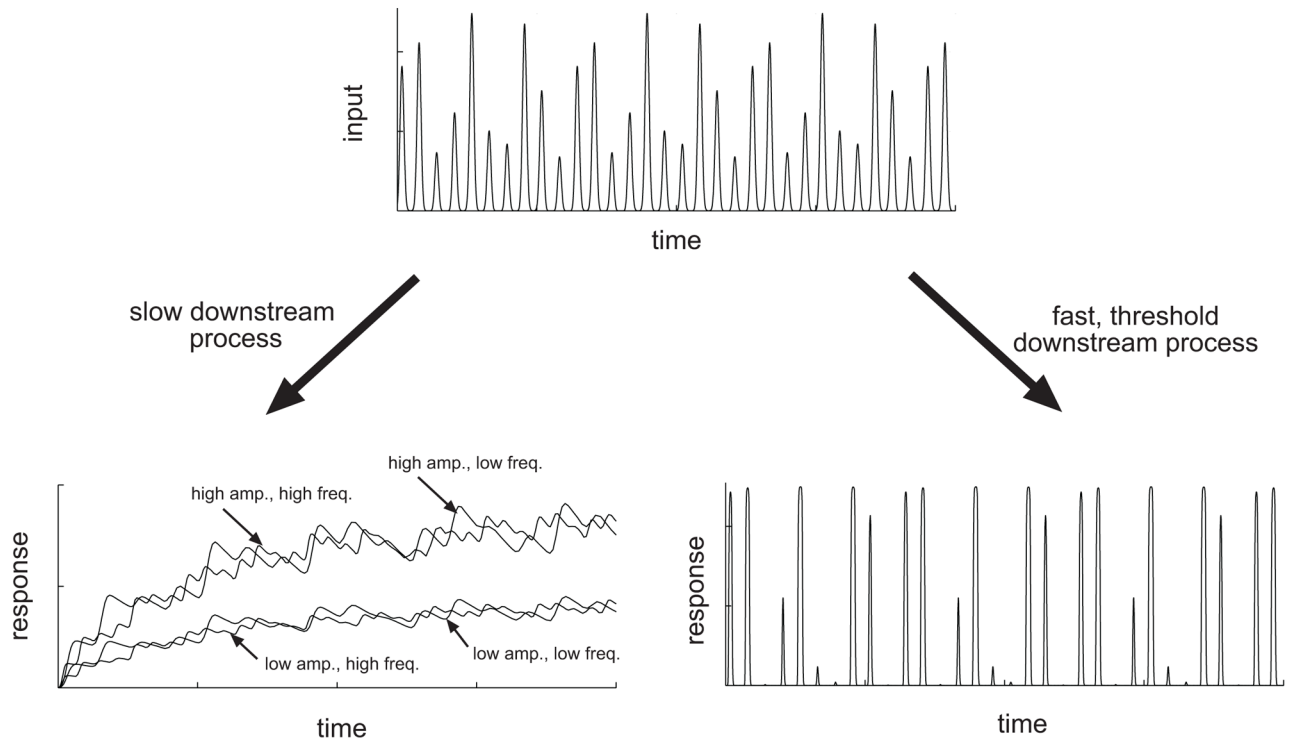 input
time
slow downstream
process
fast, threshold
downstream process
high amp., low freq.
high amp., high freq.
response
low amp., high freq.
low amp., low freq.
time
response
time